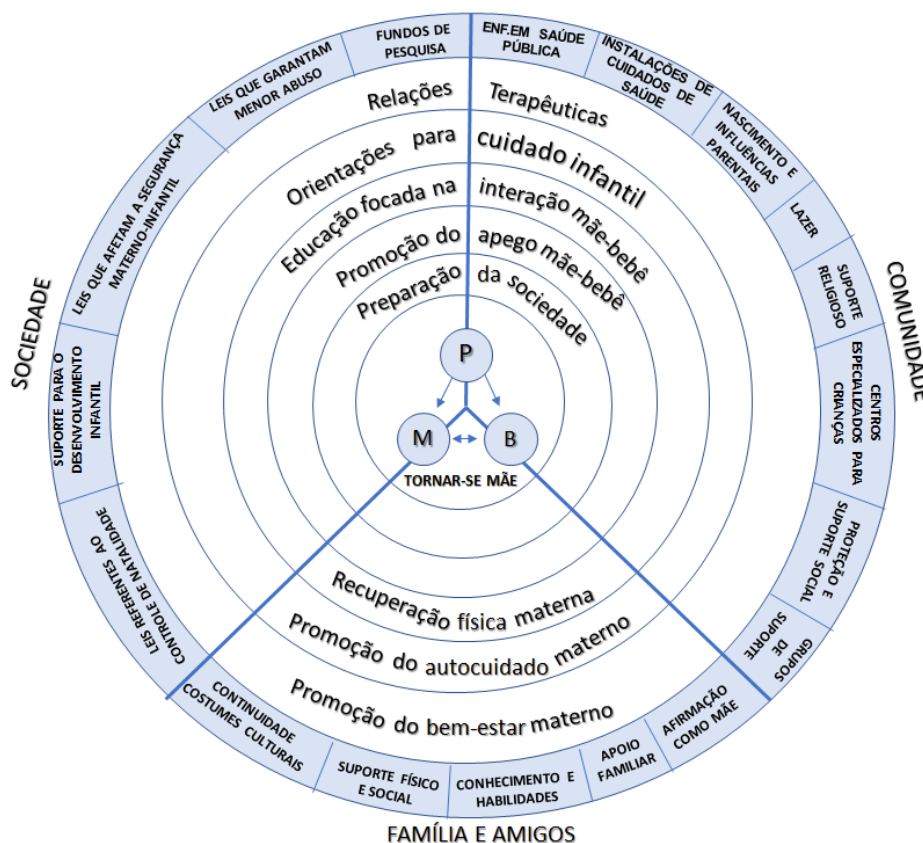 FUNDOS DE
PESQUISA
ENF.EM SAÚDE
PÚBLICA
INSTALAÇÕES DE
CUIDADOS DE
SAÚDE
NASCIMENTO E
INFLUÊNCIAS
PARENTAIS
LAZER
SUPORTE
RELIGIOSO
CENTROS
ESPECIALIZADOS PARA
CRIANÇAS
PROTEÇÃO E
SUPORTE SOCIAL
GRUPOS
DE
SUPORTE
COMUNIDADE
LEIS QUE GARANTAM
MENOR ABUSO
LEIS QUE AFETAM A SEGURANÇA
MATERNO-INFANTIL
SUPORTE PARA O
DESENVOLVIMENTO
INFANTIL
LEIS REFERENTES AO
CONTROLE DE NATALIDADE
SOCIEDADE
Relações Terapêuticas
Orientações para cuidado infantil
Educação focada na interação mãe-bebê
Promoção do apego mãe-bebê
Preparação da sociedade
P
M
B
TORNAR-SE MÃE
Recuperação física materna
Promoção do autocuidado materno
Promoção do bem-estar materno
CONTINUIDADE
COSTUMES CULTURAIS
SUPORTE FÍSICO
E SOCIAL
CONHECIMENTO E
HABILIDADES
APOIO
FAMILIAR
AFIRMAÇÃO
COMO MÃE
FAMÍLIA E AMIGOS